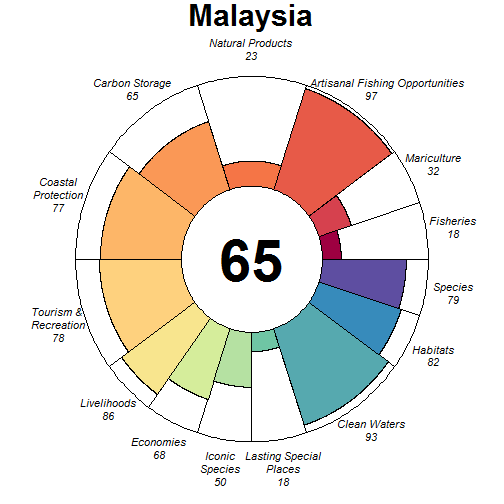 Malaysia
Natural Products
23
Carbon Storage
65
Artisanal Fishing Opportunities
97
Mariculture
32
Coastal
Protection
77
Fisheries
18
65
Species
79
Tourism &
Recreation
78
Habitats
82
Livelihoods
86
Clean Waters
93
Economies
68
Iconic
Species
50
Lasting Special
Places
18